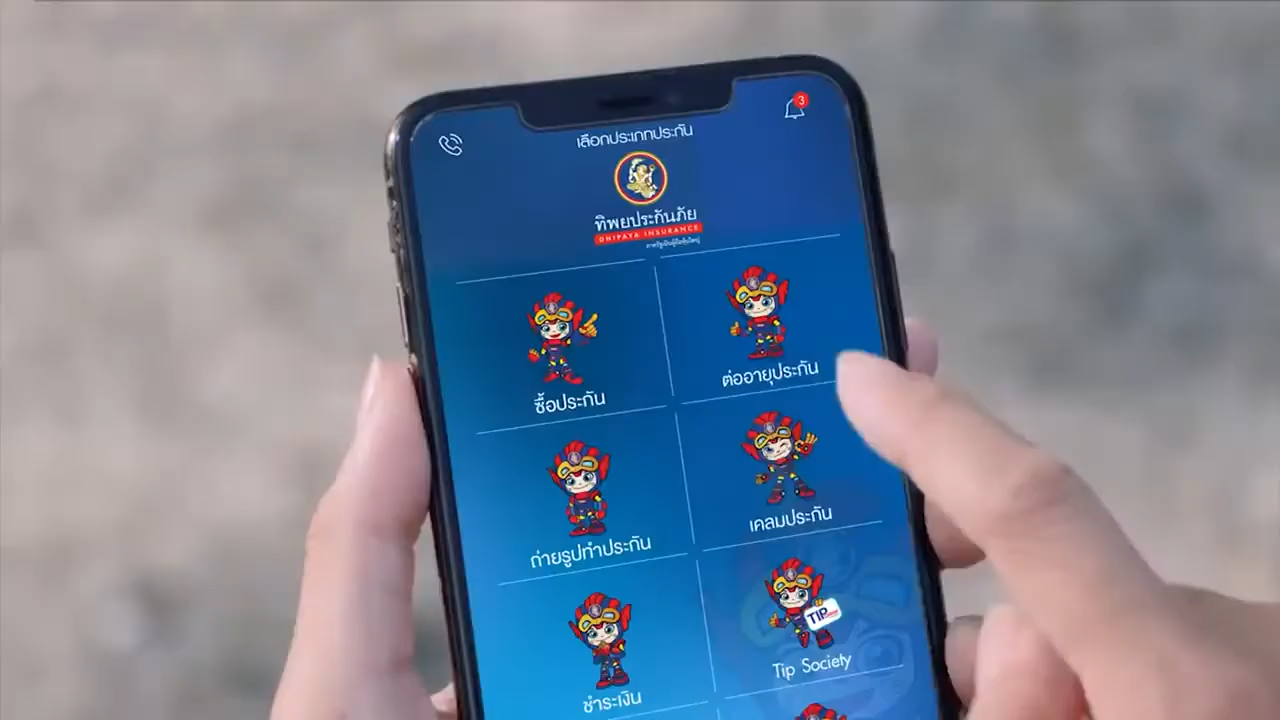 3
เลือกประเภทประกัน
ทิพยประกันภัย
DHIPAYA INSURANCE
ซื้อประกัน
ต่ออายุประกัน
ถ่ายรูปทำประกัน
เคลมประกัน
ชำระเงิน
TIP
Tip Society